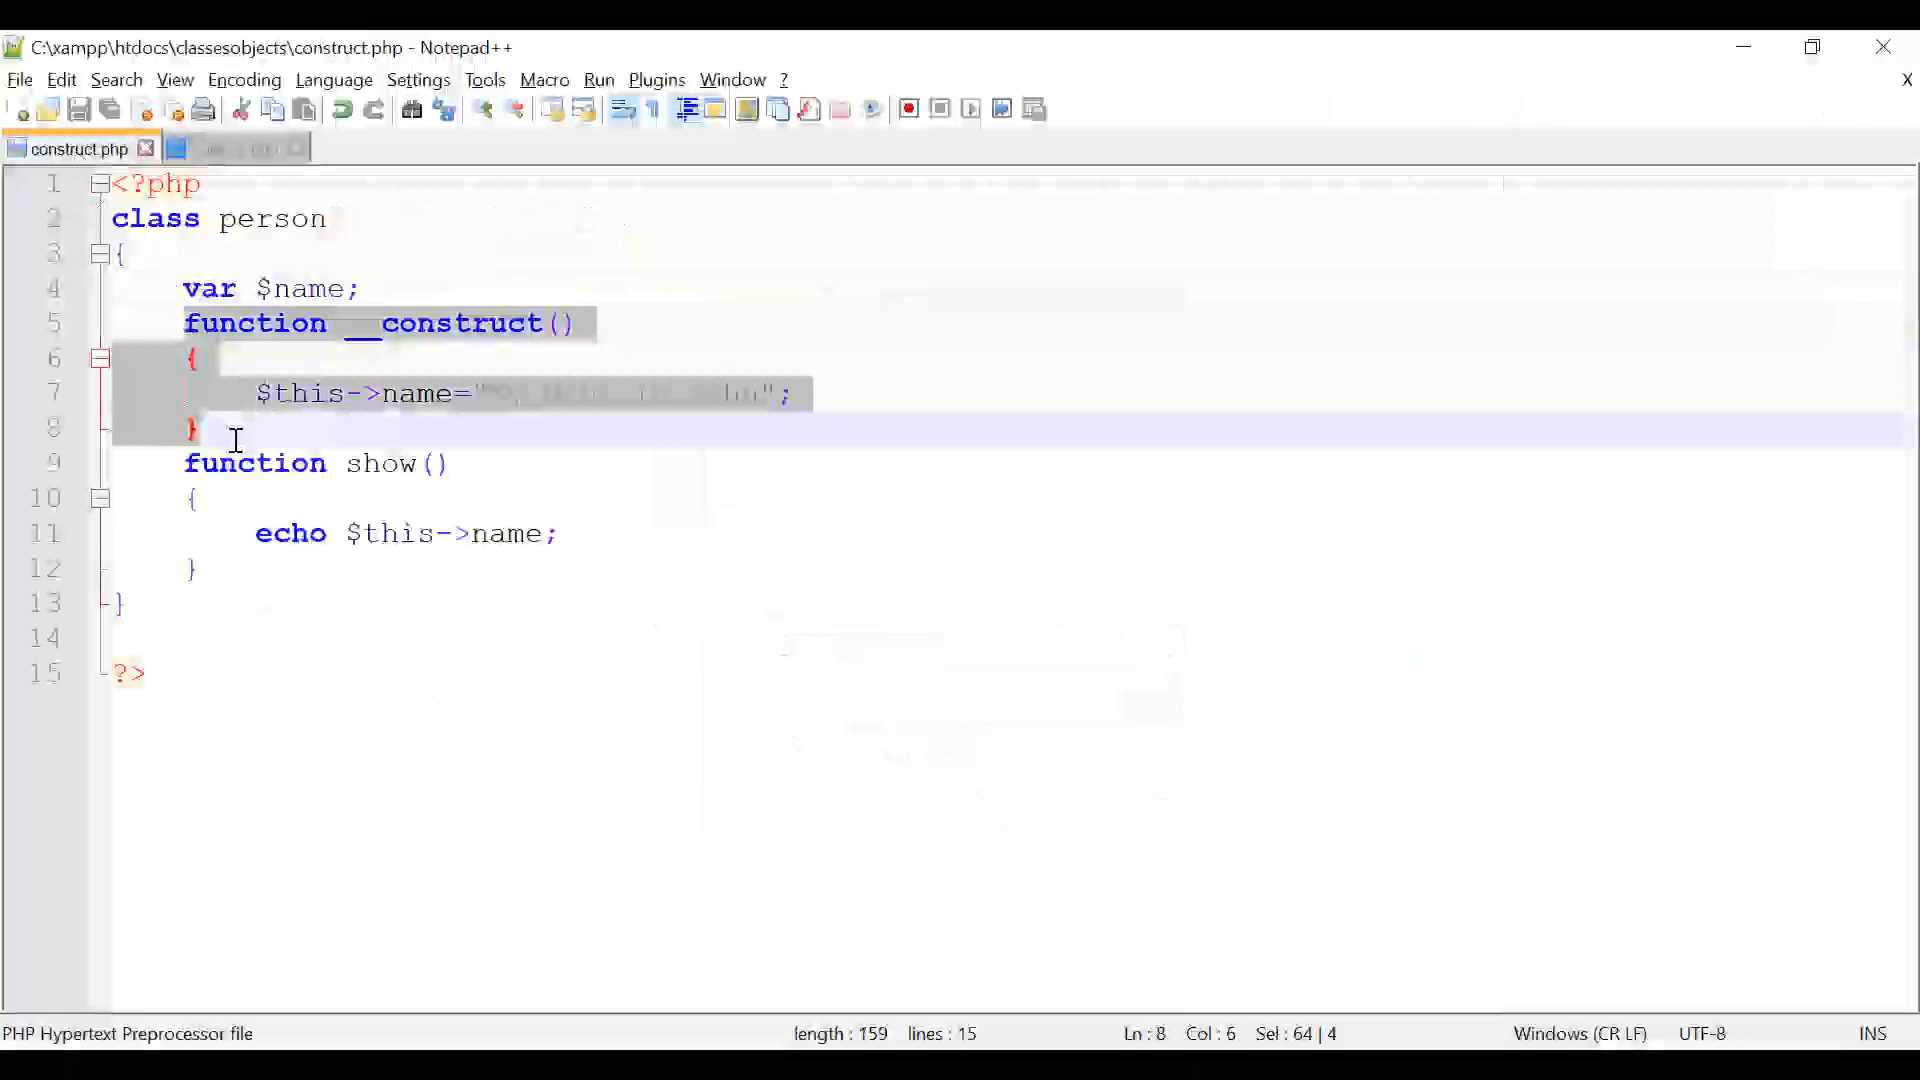 C:\xampp\htdocs\classesobjects\construct.php - Notepad++
File Edit Search View Encoding Language Settings Tools Macro Run Plugins Window ?
X
construct.php
1 <?php
2 class person
3 {
4 var $name;
5 function __construct()
6 {
7 $this->name=" ";
8 }
9 function show()
10 {
11 echo $this->name;
12 }
13 }
14
15 ?>
PHP Hypertext Preprocessor file length : 159 lines : 15 Ln : 8 Col : 6 Sel : 64 | 4 Windows (CR LF) UTF-8 INS